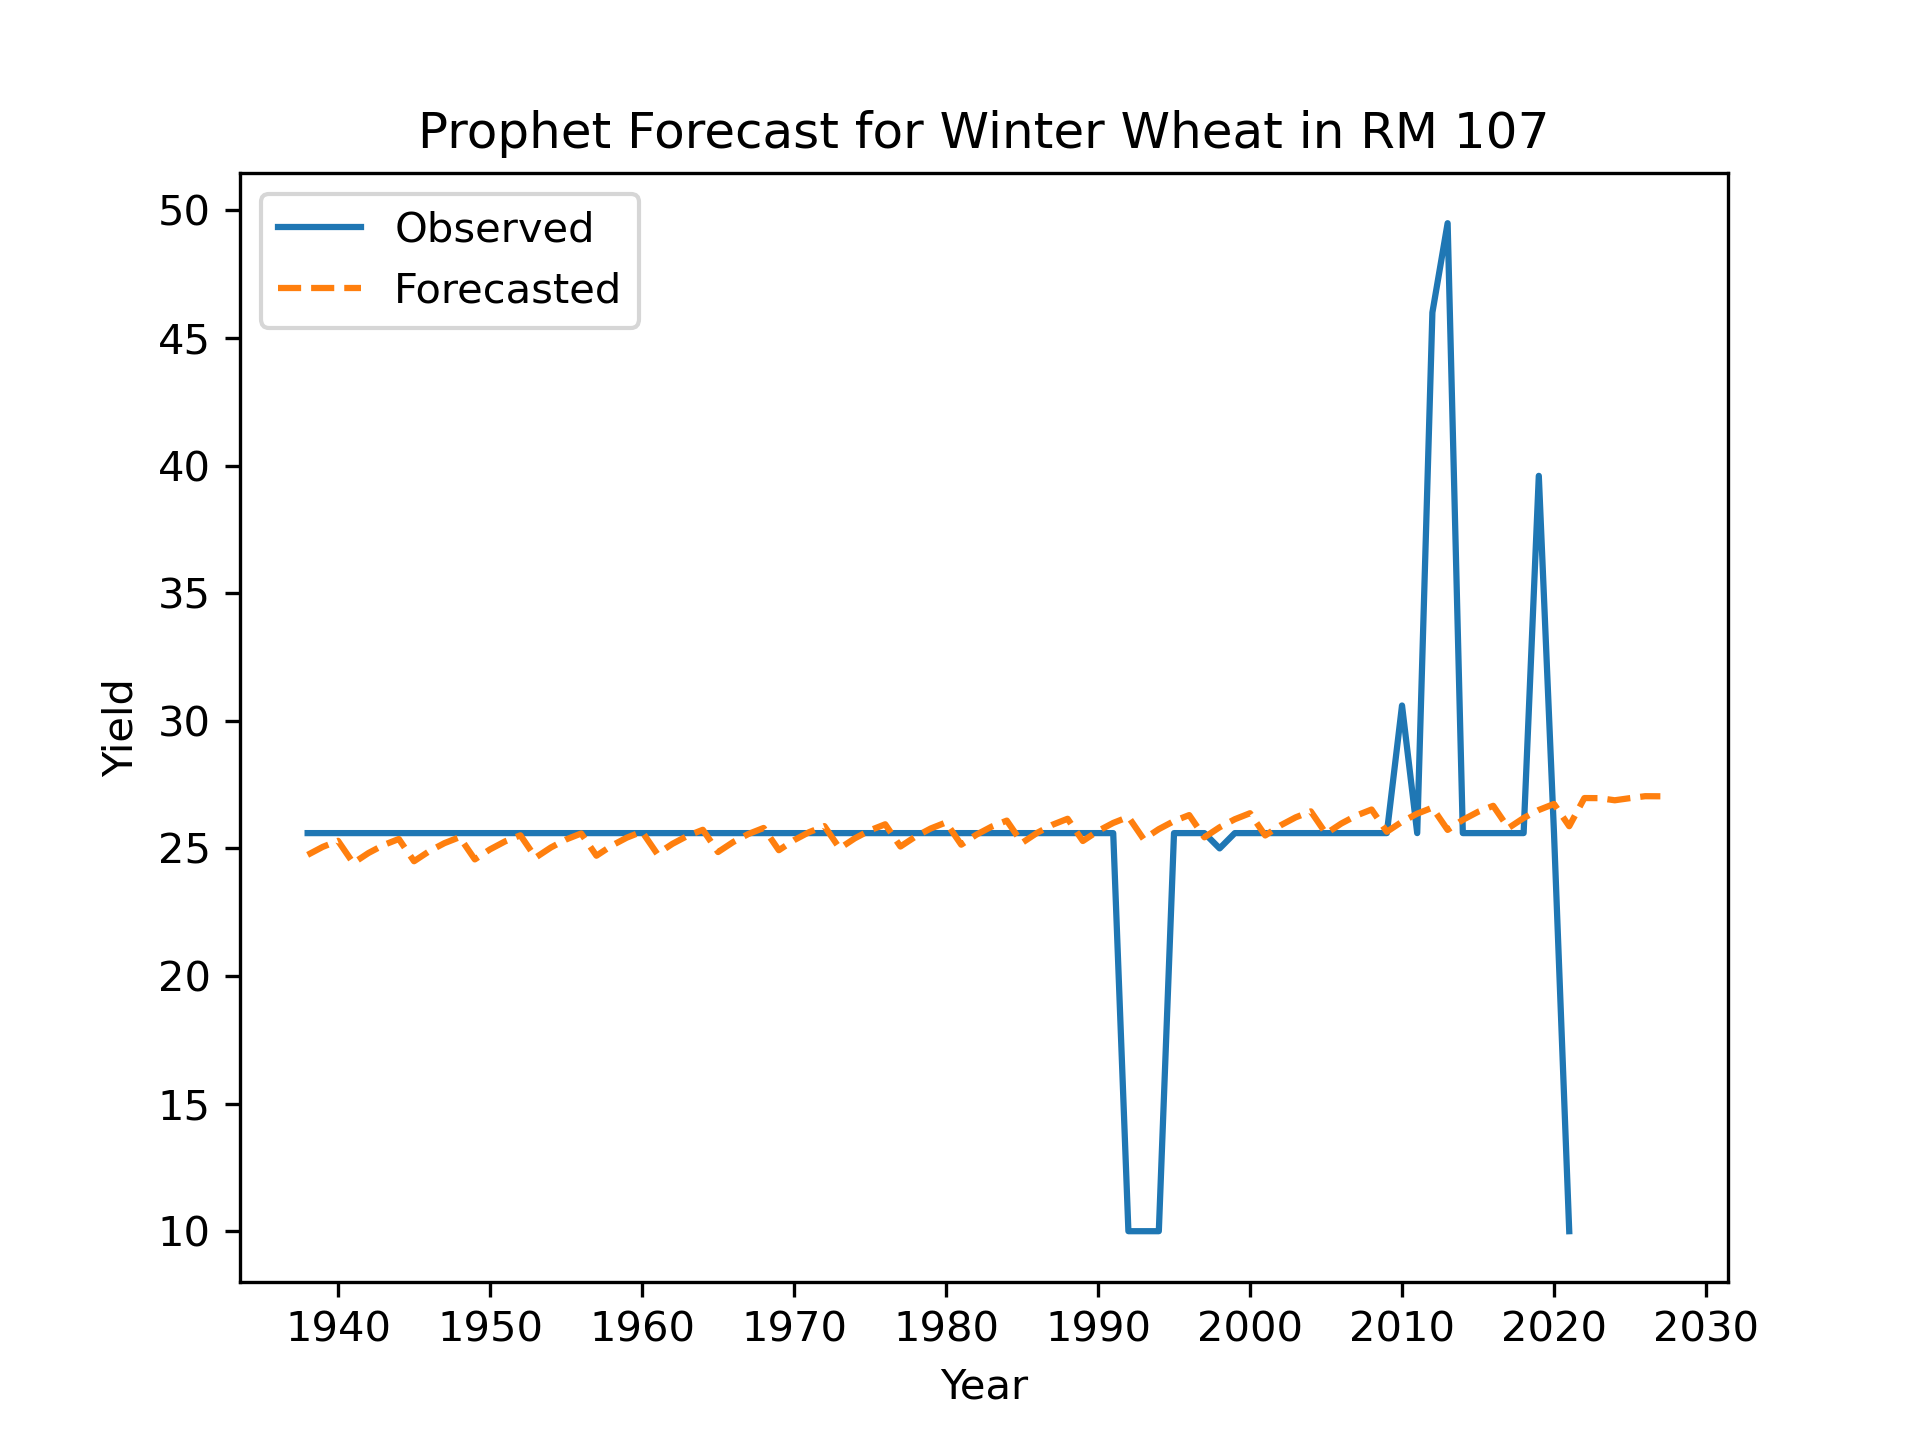 Prophet Forecast for Winter Wheat in RM 107
Observed
Forecasted
50
45
40
35
30
25
20
15
10
Yield
1940 1950 1960 1970 1980 1990 2000 2010 2020 2030
Year